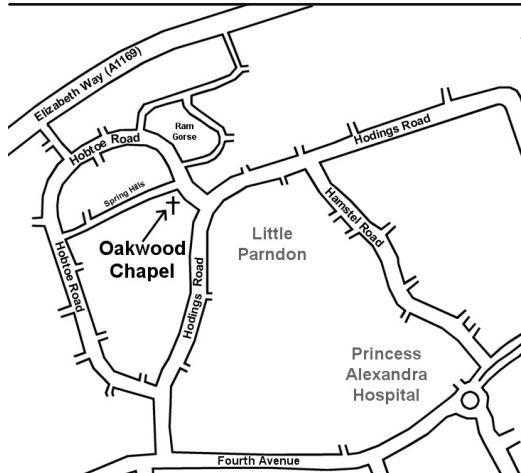 Elizabeth Way (A1169)
Ram
Gorse
Hobtoe Road
Hodings Road
Spring Hills
Hamstel Road
Oakwood
Chapel
Little
Parndon
Hobtoe Road
Hodings Road
Princess
Alexandra
Hospital
Fourth Avenue